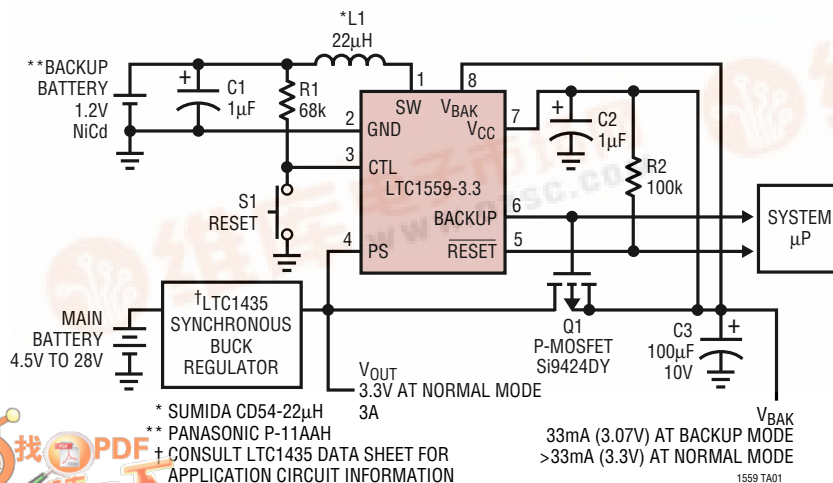 *L1
22µH
**BACKUP
BATTERY
1.2V
NiCd
+
C1
1µF
R1
68k
1
8
SW
VBAK
VCC
7
2
GND
3
CTL
LTC1559-3.3
+
C2
1µF
R2
100k
S1
RESET
BACKUP
6
4
PS
RESET
5
SYSTEM
µP
MAIN
BATTERY
4.5V TO 28V
†LTC1435
SYNCHRONOUS
BUCK
REGULATOR
Q1
P-MOSFET
Si9424DY
C3
100µF
10V
+
VOUT
3.3V AT NORMAL MODE
3A
VBAK
33mA (3.07V) AT BACKUP MODE
>33mA (3.3V) AT NORMAL MODE
* SUMIDA CD54-22µH
** PANASONIC P-11AAH
† CONSULT LTC1435 DATA SHEET FOR
APPLICATION CIRCUIT INFORMATION
1559 TA01
找 PDF